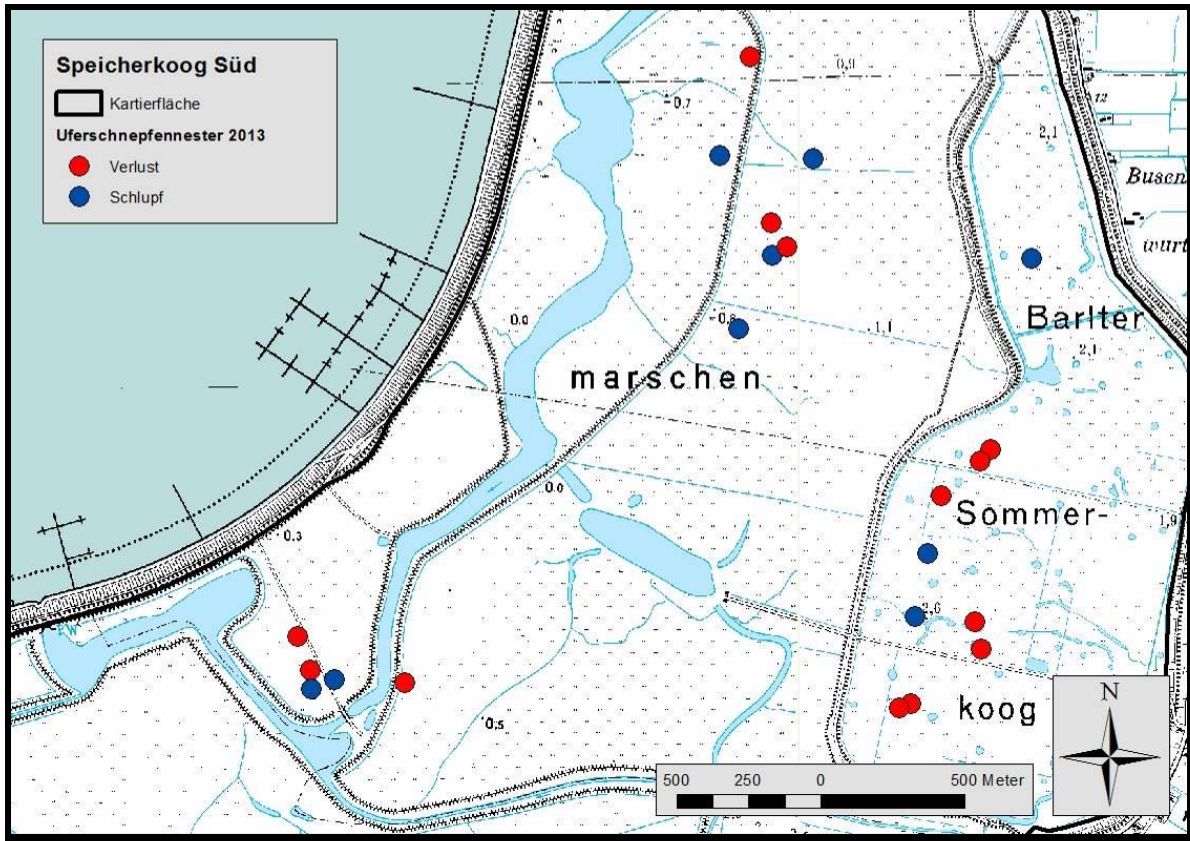 Speicherkoog Süd
Kartierfläche
Uferschnepfennester 2013
Verlust
Schlupf
0,9
-0,7
12
2,1
Busen
wurt
0,0
-0,8
1,1
Barlter
2,1
marschen
0,0
Sommer-
1,9
0,3
2,6
koog
0,5
N
500 250 0 500 Meter